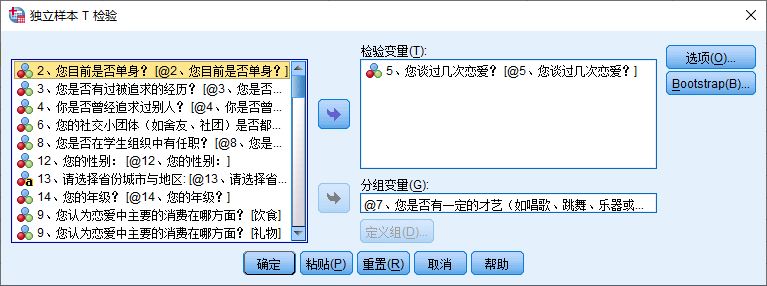 独立样本 T 检验
2、您目前是否单身？ [@2、您目前是否单身？]
3、您是否有过被追求的经历？ [@3、您是否...
4、你是否曾经追求过别人？ [@4、你是否曾...
6、您的社交小团体（如舍友、社团）是否都...
8、您是否在学生组织中有任职？ [@8、您是...
12、您的性别： [@12、您的性别：]
13、请选择省份城市与地区: [@13、请选择省...
14、您的年级？ [@14、您的年级？]
9、您认为恋爱中主要的消费在哪方面？ [饮食]
9、您认为恋爱中主要的消费在哪方面？ [礼物]
检验变量(T):
5、您谈过几次恋爱？ [@5、您谈过几次恋爱？]
分组变量(G):
@7、您是否有一定的才艺（如唱歌、跳舞、乐器或...
定义组(D)...
选项(O)...
Bootstrap(B)...
确定
粘贴(P)
重置(R)
取消
帮助